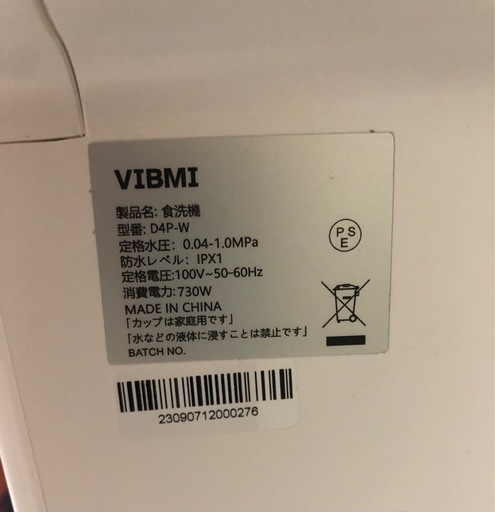 VIBMI
製品名: 食洗機
型番: D4P-W
定格水圧: 0.04-1.0MPa
防水レベル: IPX1
定格電圧:100V~50-60Hz
消費電力:730W
MADE IN CHINA
「カップは家庭用です」
「水などの液体に浸すことは禁止です」
BATCH NO.
PS
E
23090712000276